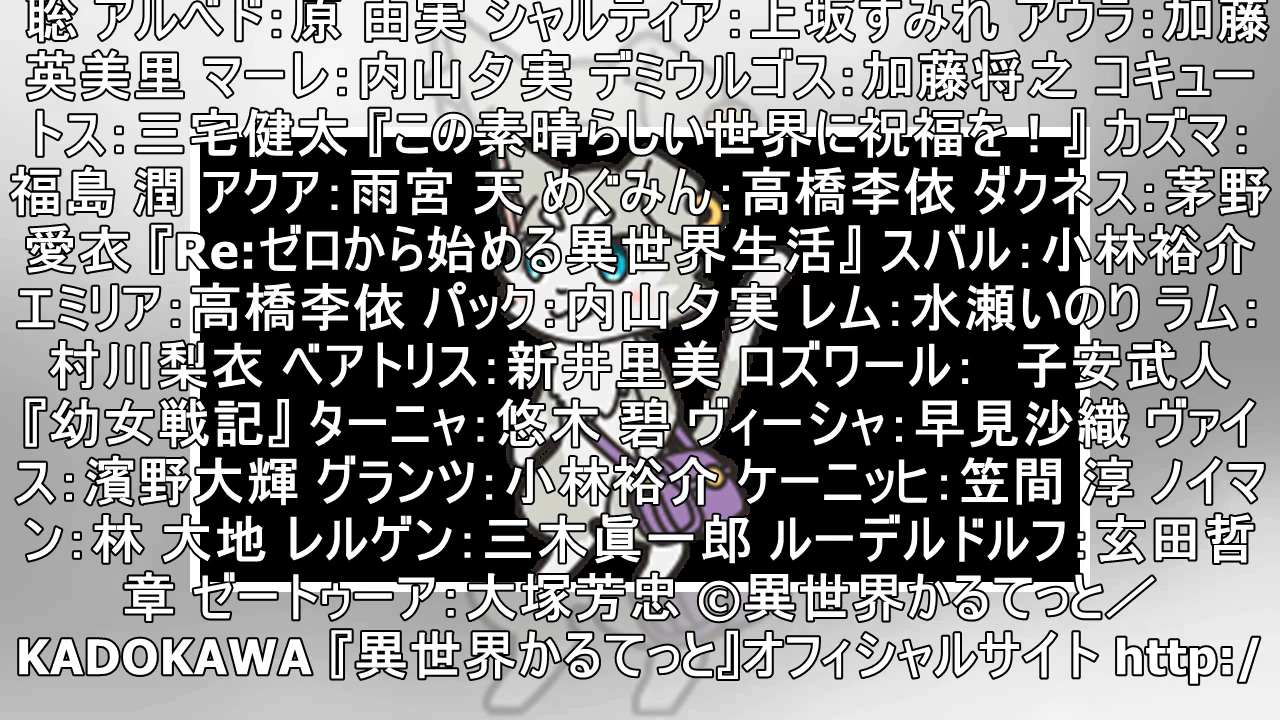 聡 アルベド：原 由実 シャルティア：上坂すみれ アウラ：加藤
英美里 マーレ：内山夕実 デミウルゴス：加藤将之 コキュー
トス：三宅健太 『この素晴らしい世界に祝福を！』 カズマ：
福島 潤 アクア：雨宮 天 めぐみん：高橋李依 ダクネス：茅野
愛衣 『Re:ゼロから始める異世界生活』 スバル：小林裕介
エミリア：高橋李依 パック：内山夕実 レム：水瀬いのり ラム：
村川梨衣 ベアトリス：新井里美 ロズワール：　子安武人
『幼女戦記』 ターニャ：悠木 碧 ヴィーシャ：早見沙織 ヴァイ
ス：濱野大輝 グランツ：小林裕介 ケーニッヒ：笠間 淳 ノイマ
ン：林 大地 レルゲン：三木眞一郎 ルーデルドルフ：玄田哲
章 ゼートゥーア：大塚芳忠 ©異世界かるてっと／
KADOKAWA 『異世界かるてっと』オフィシャルサイト http:/